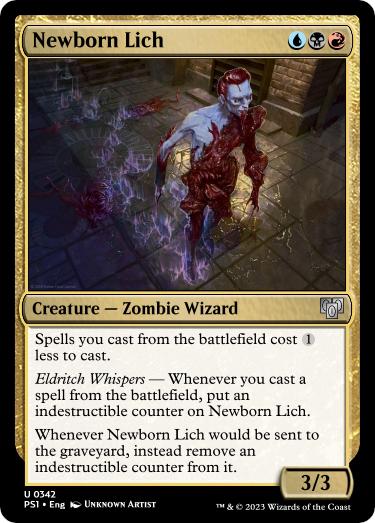 Newborn Lich
Creature — Zombie Wizard
Spells you cast from the battlefield cost 1
less to cast.
Eldritch Whispers — Whenever you cast a
spell from the battlefield, put an
indestructible counter on Newborn Lich.
Whenever Newborn Lich would be sent to
the graveyard, instead remove an
indestructible counter from it.
3/3
U 0342
PS1 • Eng Unknown Artist
™ & © 2023 Wizards of the Coast